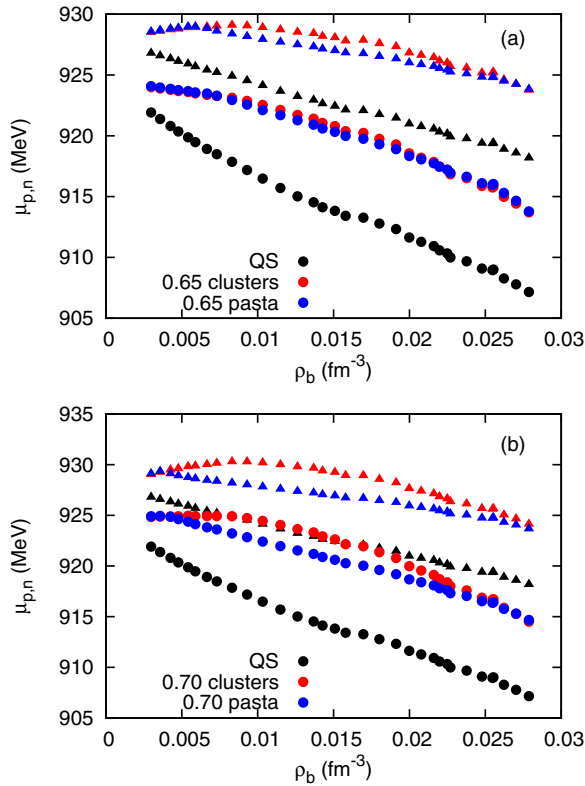 (a)
930
925
920
915
910
905
μp,n (MeV)
QS
0.65 clusters
0.65 pasta
0 0.005 0.01 0.015 0.02 0.025 0.03
ρb (fm-3)
(b)
930
925
920
915
910
905
μp,n (MeV)
QS
0.70 clusters
0.70 pasta
0 0.005 0.01 0.015 0.02 0.025 0.03
ρb (fm-3)